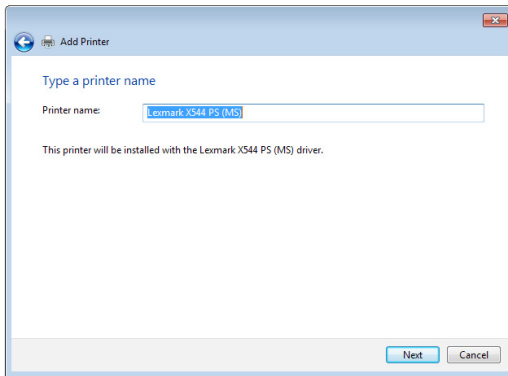 Add Printer
Type a printer name
Printer name: Lexmark X544 PS (MS)
This printer will be installed with the Lexmark X544 PS (MS) driver.
Next Cancel